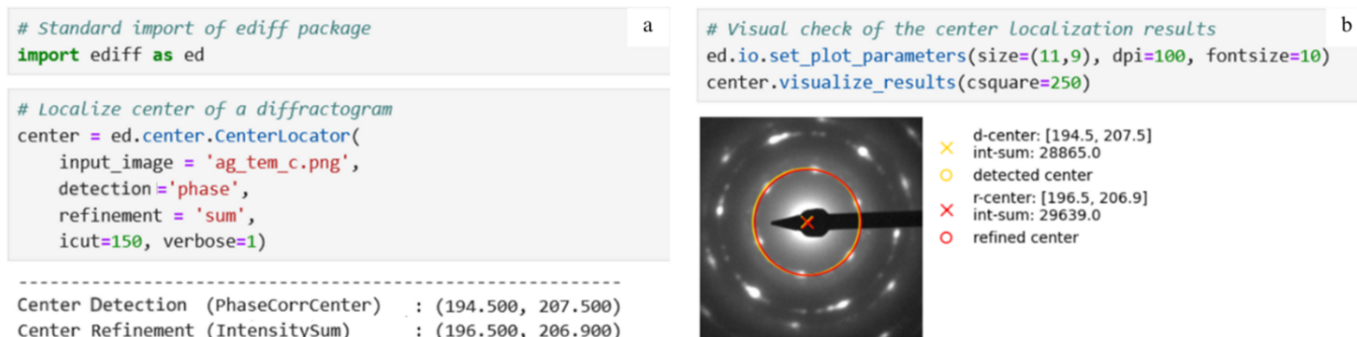 # Standard import of ediff package
import ediff as ed
a
# Localize center of a diffractogram
center = ed.center.CenterLocator(
input_image = 'ag_tem_c.png',
detection='phase',
refinement = 'sum',
icut=150, verbose=1)
------------------------------------------------------
Center Detection (PhaseCorrCenter) : (194.500, 207.500)
Center Refinement (IntensitySum) : (196.500, 206.900)
# Visual check of the center localization results
ed.io.set_plot_parameters(size=(11,9), dpi=100, fontsize=10)
center.visualize_results(csquare=250)
b
d-center: [194.5, 207.5]
int-sum: 28865.0
detected center
r-center: [196.5, 206.9]
int-sum: 29639.0
refined center